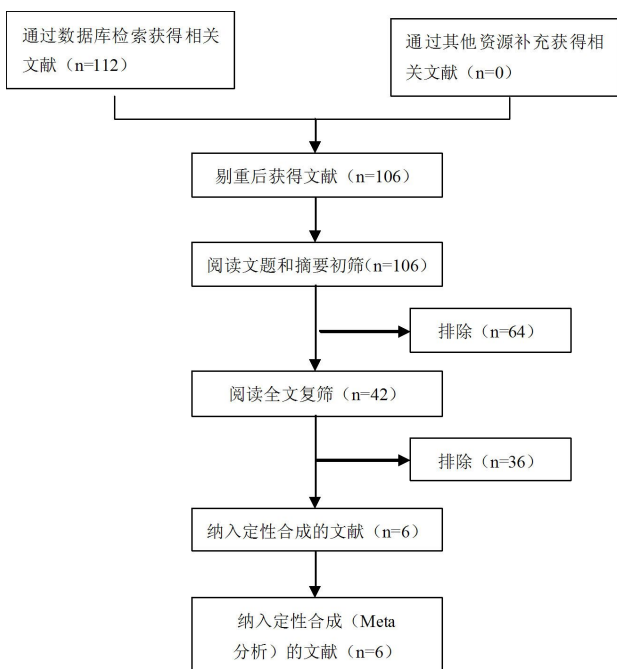 通过数据库检索获得相关
文献（n=112）
通过其他资源补充获得相
关文献（n=0）
剔重后获得文献（n=106）
阅读文题和摘要初筛(n=106)
排除（n=64）
阅读全文复筛（n=42）
排除（n=36）
纳入定性合成的文献（n=6）
纳入定性合成（Meta
分析）的文献（n=6）